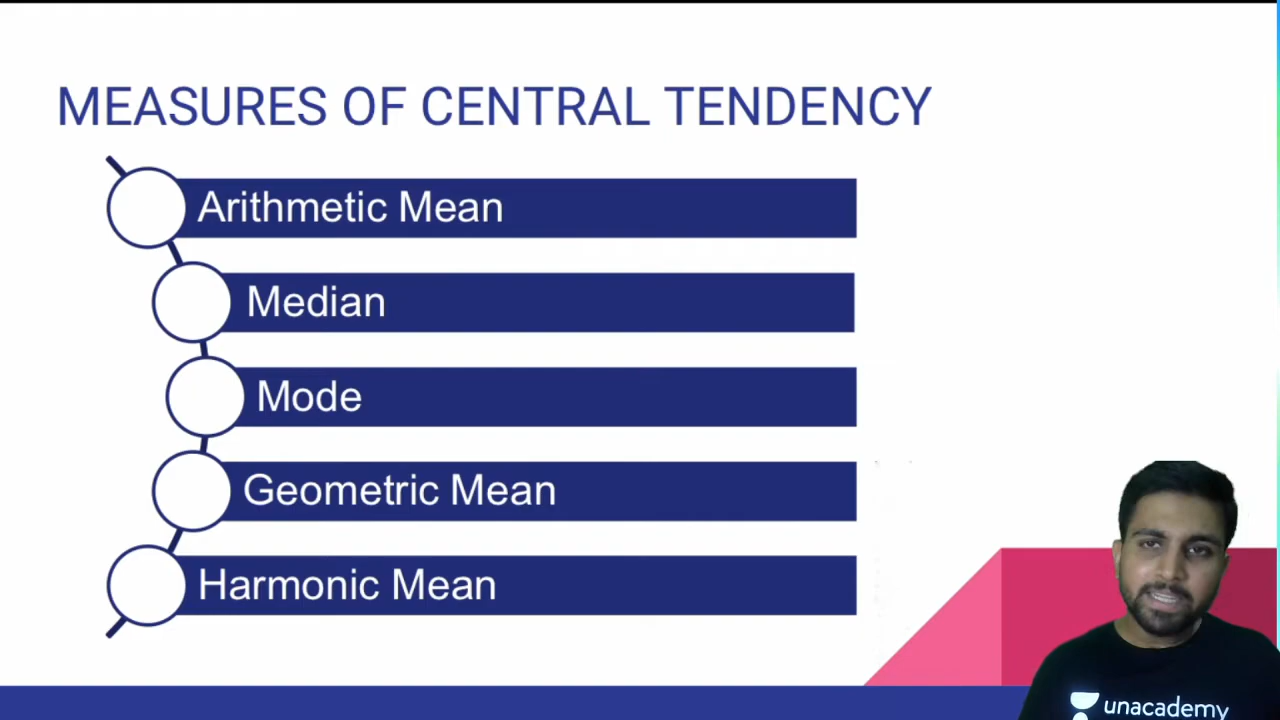 MEASURES OF CENTRAL TENDENCY
Arithmetic Mean
Median
Mode
Geometric Mean
Harmonic Mean
unacademy